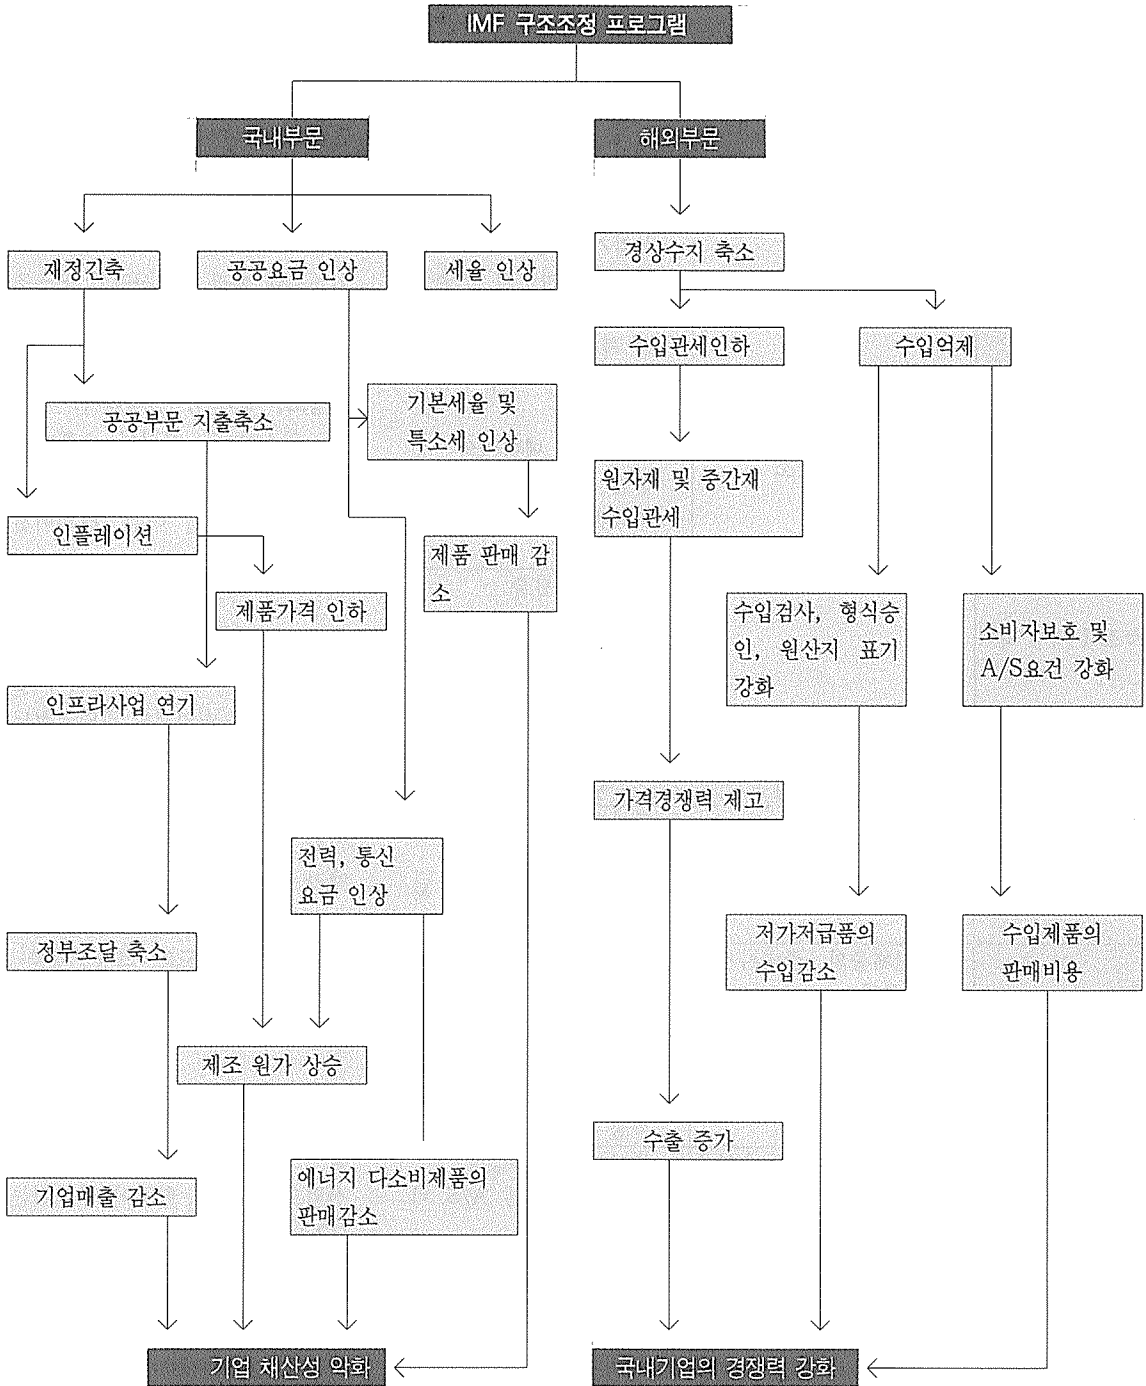 IMF 구조조정 프로그램
국내부문
해외부문
재정긴축
공공요금 인상
세율 인상
경상수지 축소
수입관세인하
수입억제
공공부문 지출축소
기본세율 및
특소세 인상
원자재 및 중간재
수입관세
인플레이션
제품 판매 감
소
제품가격 인하
수입검사, 형식승
인, 원산지 표기
강화
소비자보호 및
A/S요건 강화
인프라사업 연기
가격경쟁력 제고
전력, 통신
요금 인상
정부조달 축소
저가저급품의
수입감소
수입제품의
판매비용
제조 원가 상승
수출 증가
기업매출 감소
에너지 다소비제품의
판매감소
기업 채산성 악화
국내기업의 경쟁력 강화